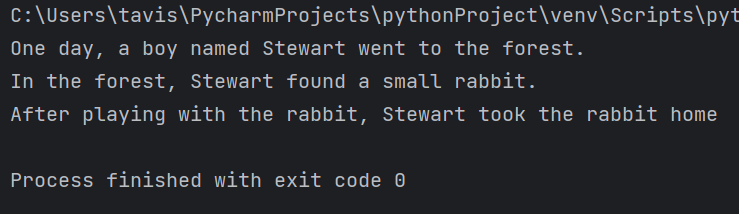 C:\Users\tavis\PycharmProjects\pythonProject\venv\Scripts\pyt
One day, a boy named Stewart went to the forest.
In the forest, Stewart found a small rabbit.
After playing with the rabbit, Stewart took the rabbit home
Process finished with exit code 0